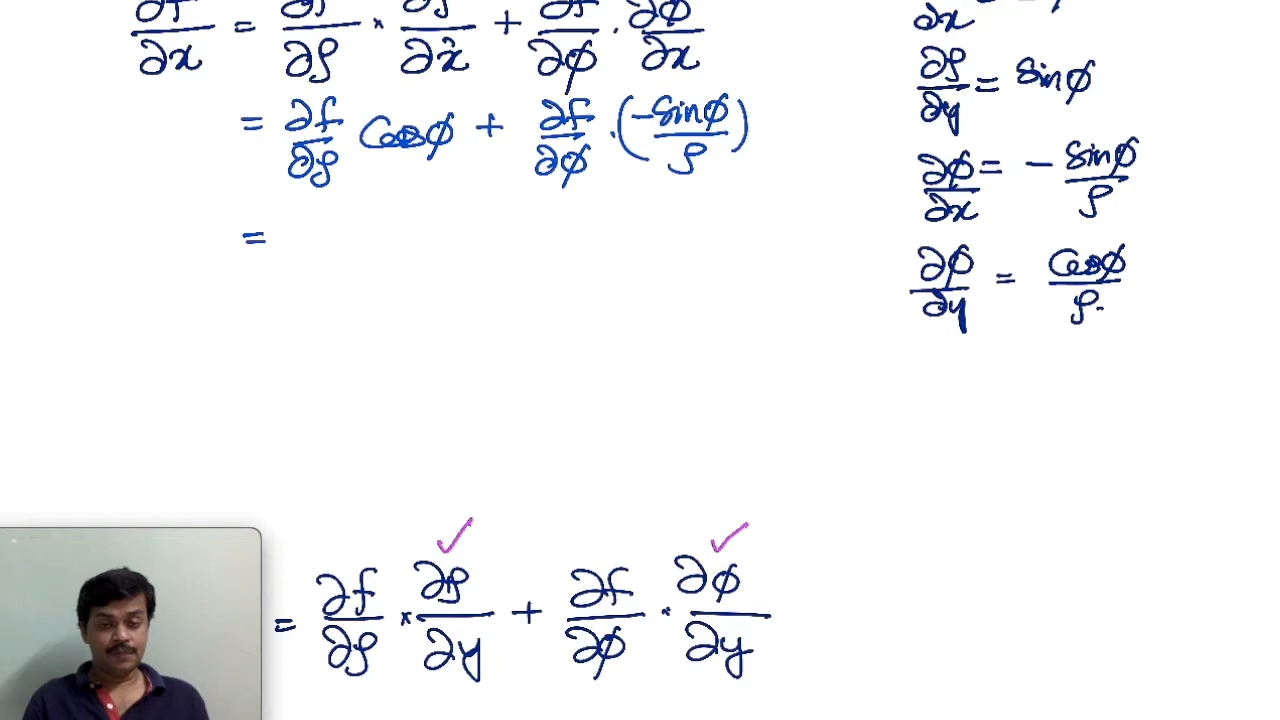 ∂f/∂x = ∂f/∂ρ · ∂ρ/∂x + ∂f/∂φ · ∂φ/∂x
= ∂f/∂ρ Cosφ + ∂f/∂φ · (-Sinφ/ρ)
=
= ∂f/∂ρ · ∂ρ/∂y + ∂f/∂φ · ∂φ/∂y
∂x
∂ρ/∂y = Sinφ
∂φ/∂x = - Sinφ/ρ
∂φ/∂y = Cosφ/ρ